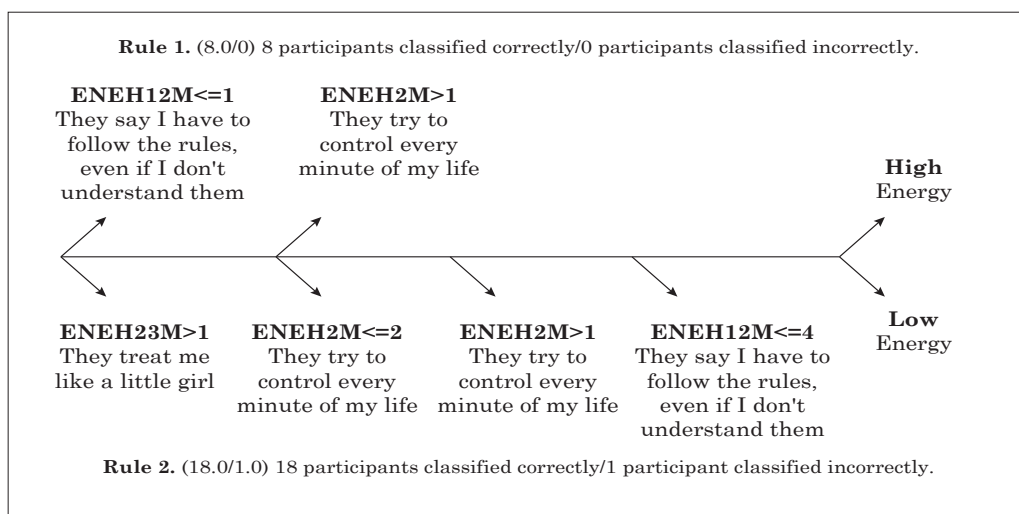 Rule 1. (8.0/0) 8 participants classified correctly/0 participants classified incorrectly.
ENEH12M<=1
They say I have to
follow the rules,
even if I don't
understand them
ENEH2M>1
They try to
control every
minute of my life
High
Energy
ENEH23M>1
They treat me
like a little girl
ENEH2M<=2
They try to
control every
minute of my life
ENEH2M>1
They try to
control every
minute of my life
ENEH12M<=4
They say I have to
follow the rules,
even if I don't
understand them
Low
Energy
Rule 2. (18.0/1.0) 18 participants classified correctly/1 participant classified incorrectly.